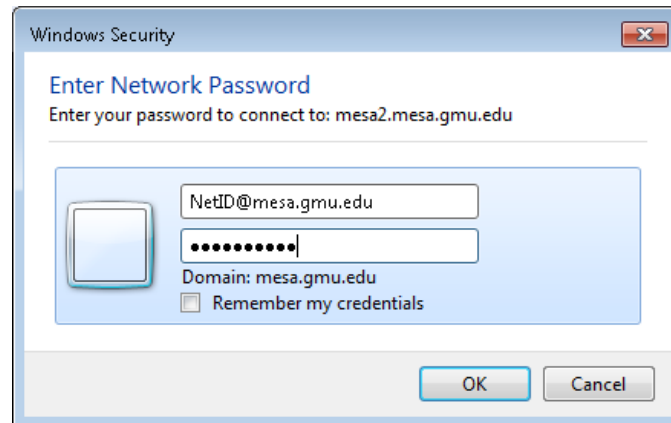 Windows Security
Enter Network Password
Enter your password to connect to: mesa2.mesa.gmu.edu
NetID@mesa.gmu.edu
●●●●●●●●●●
Domain: mesa.gmu.edu
Remember my credentials
OK
Cancel